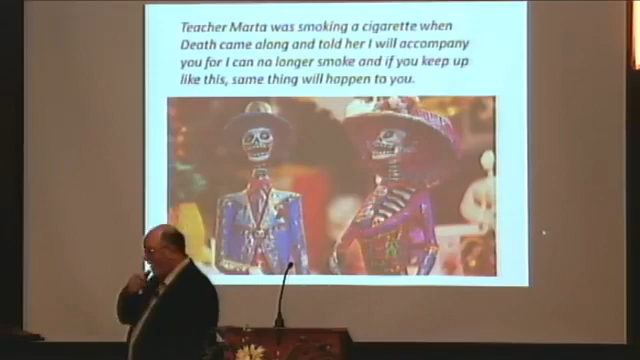 Teacher Marta was smoking a cigarette when
Death came along and told her I will accompany
you for I can no longer smoke and if you keep up
like this, same thing will happen to you.